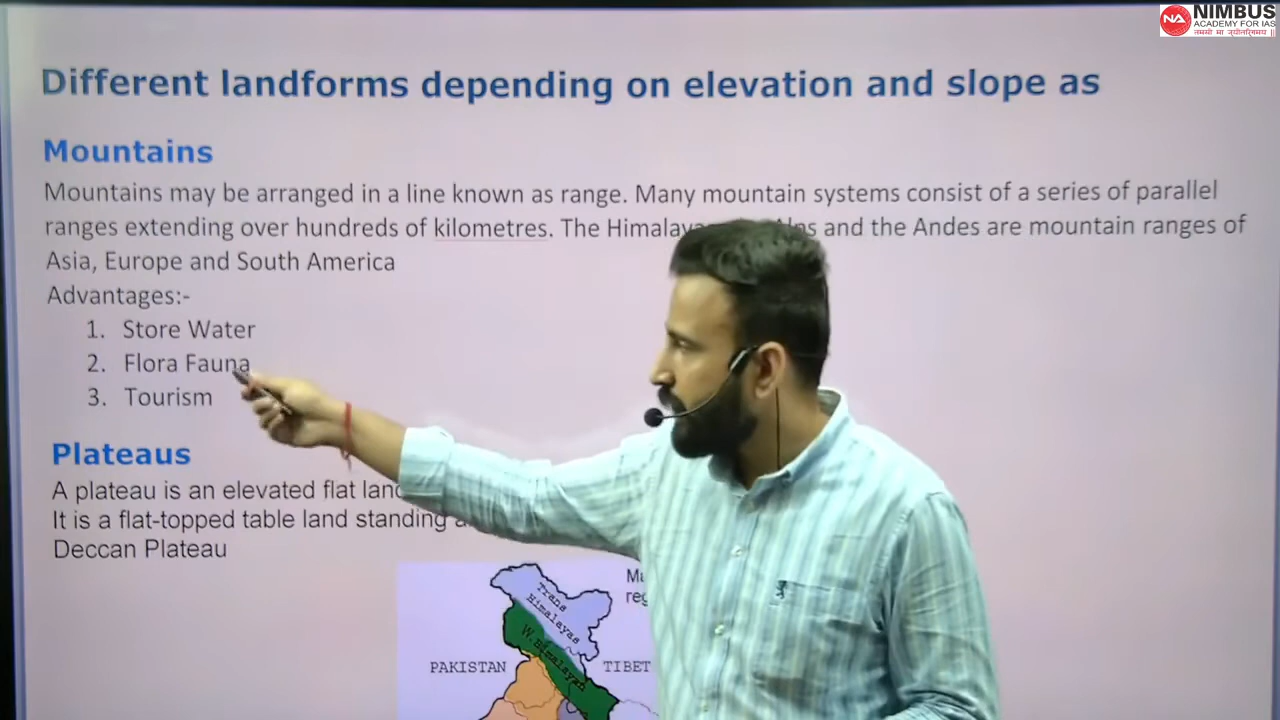 NIMBUS
ACADEMY FOR IAS
Different landforms depending on elevation and slope as
Mountains
Mountains may be arranged in a line known as range. Many mountain systems consist of a series of parallel
ranges extending over hundreds of kilometres. The Himalay and the Andes are mountain ranges of
Asia, Europe and South America
Advantages:-
1. Store Water
2. Flora Fauna
3. Tourism
Plateaus
A plateau is an elevated flat land
It is a flat-topped table land standing a
Deccan Plateau
Trans
Himalayas
W.Himalayan
PAKISTAN
TIBET